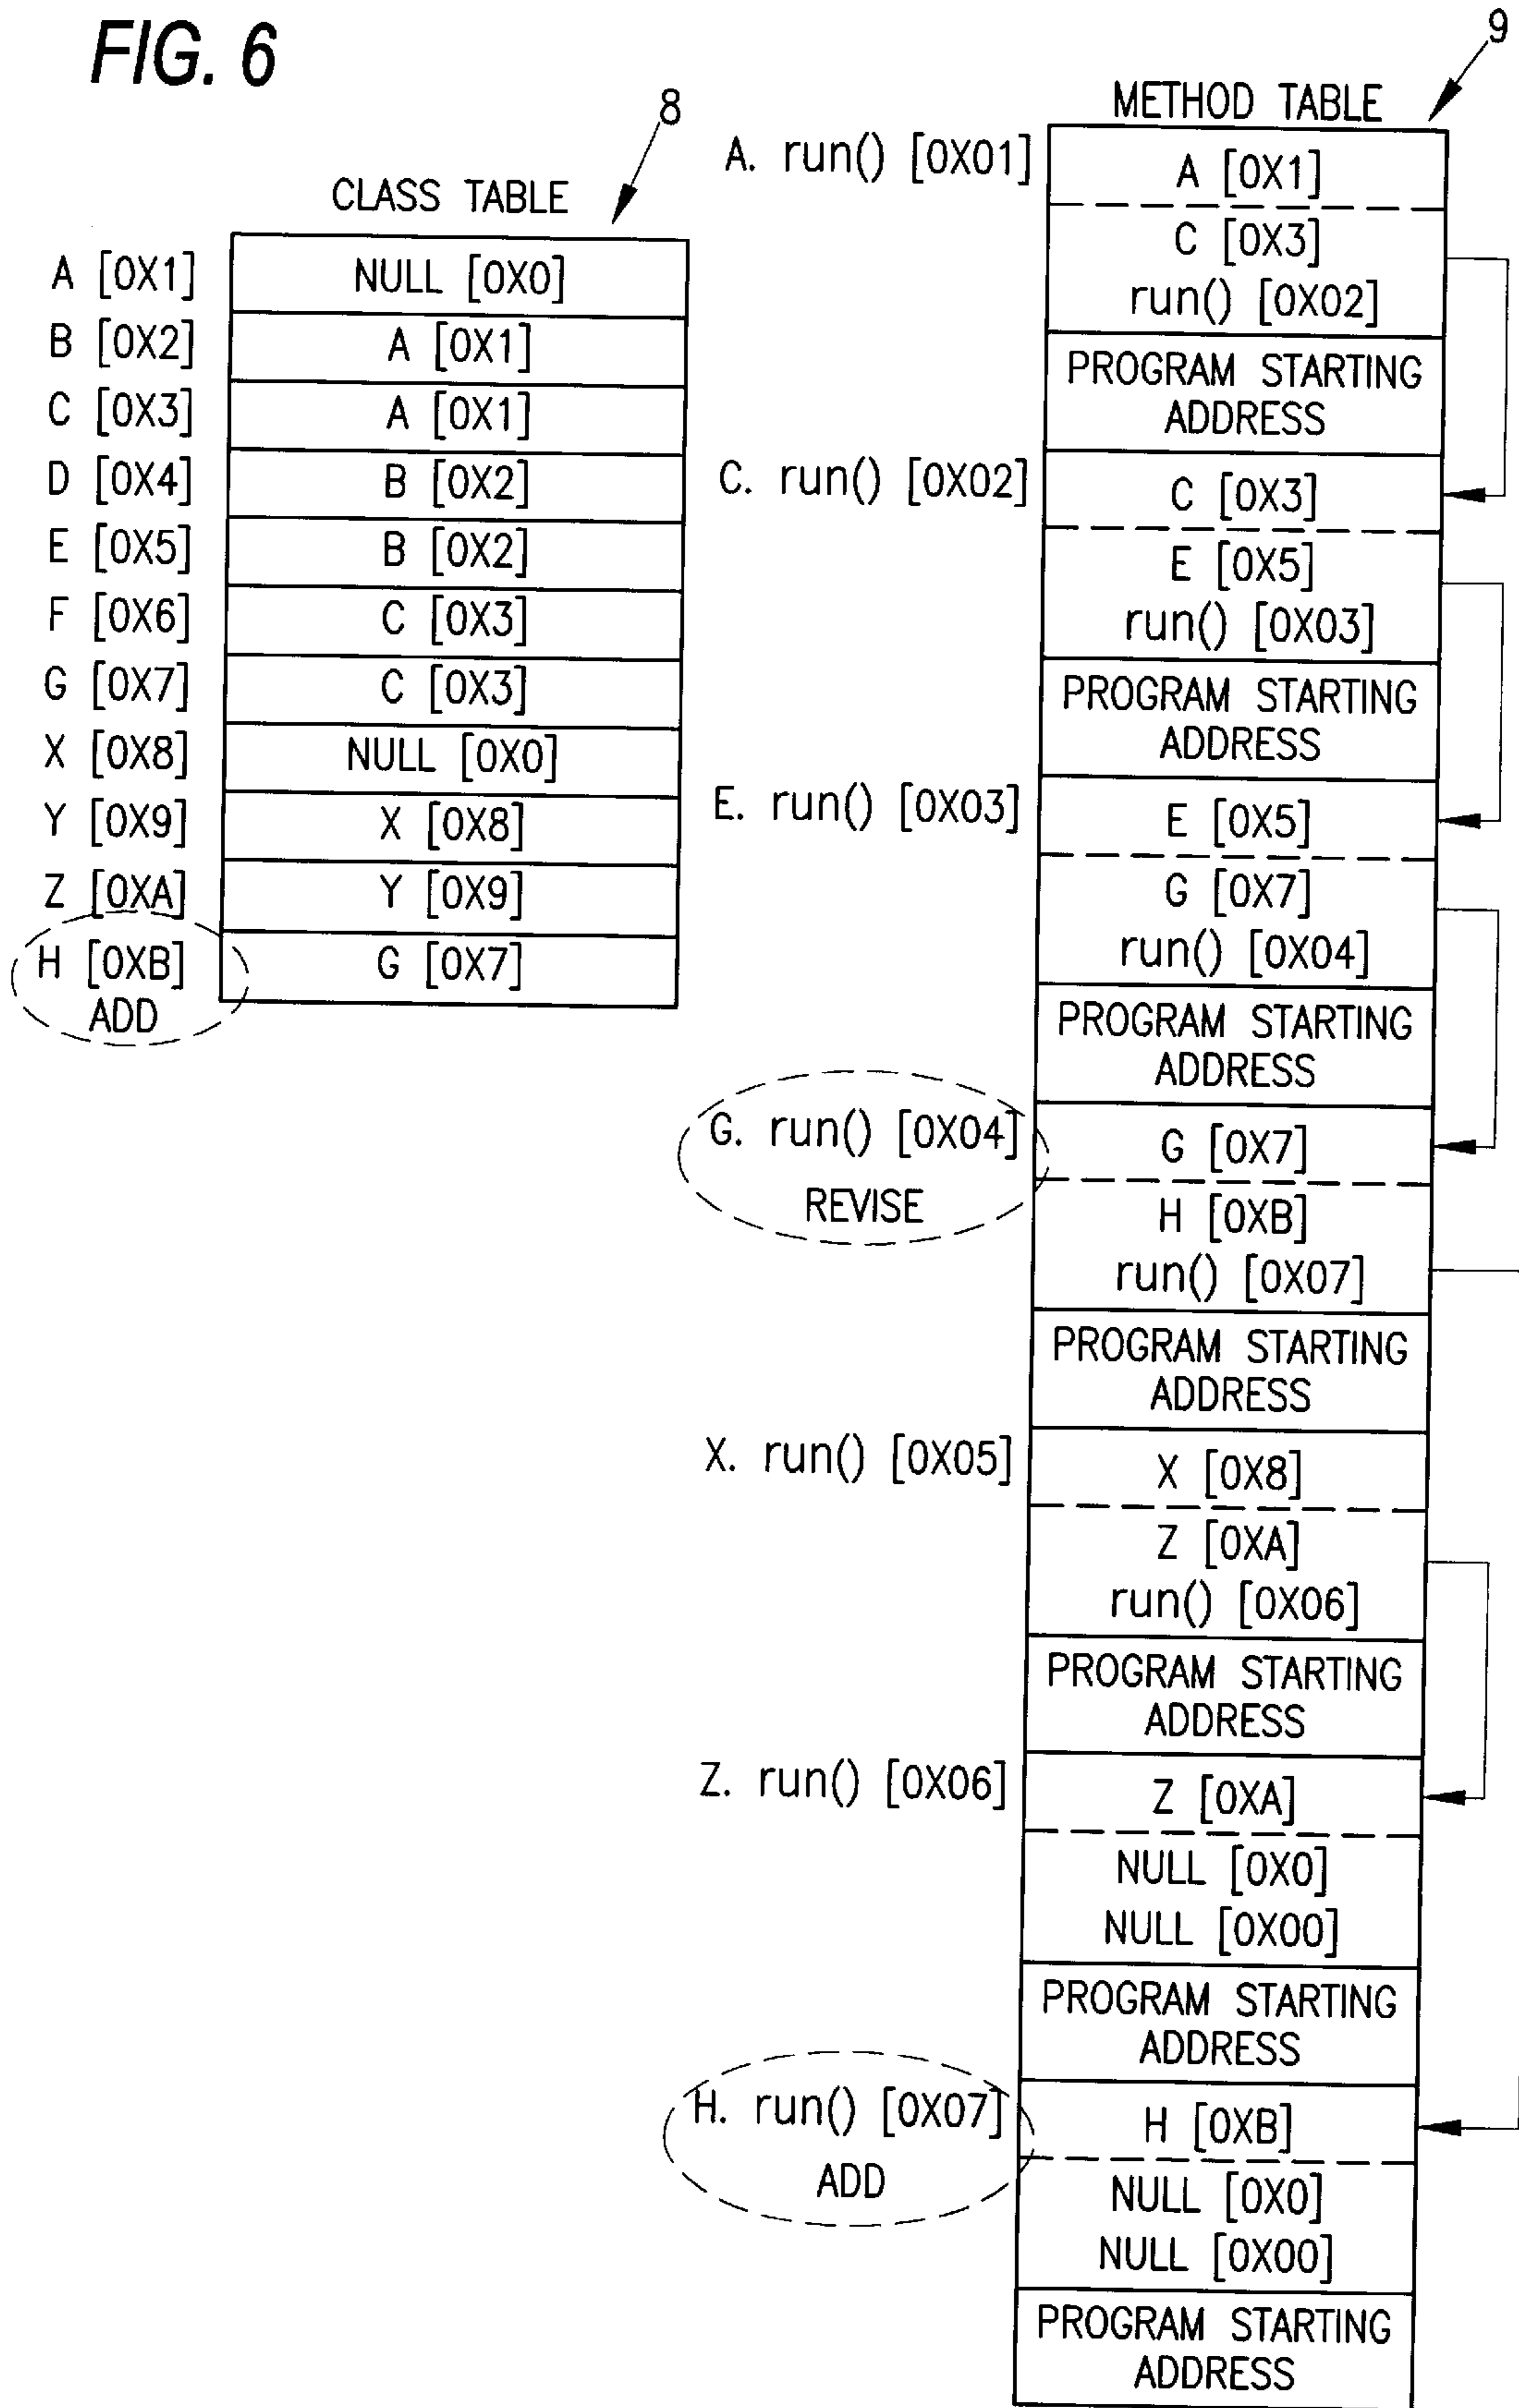 FIG. 6
8
CLASS TABLE
A [0X1] NULL [0X0]
B [0X2] A [0X1]
C [0X3] A [0X1]
D [0X4] B [0X2]
E [0X5] B [0X2]
F [0X6] C [0X3]
G [0X7] C [0X3]
X [0X8] NULL [0X0]
Y [0X9] X [0X8]
Z [0XA] Y [0X9]
H [0XB] G [0X7]
ADD
9
METHOD TABLE
A. run() [0X01] A [0X1]
C [0X3]
run() [0X02]
PROGRAM STARTING
ADDRESS
C. run() [0X02] C [0X3]
E [0X5]
run() [0X03]
PROGRAM STARTING
ADDRESS
E. run() [0X03] E [0X5]
G [0X7]
run() [0X04]
PROGRAM STARTING
ADDRESS
G. run() [0X04] G [0X7]
REVISE H [0XB]
run() [0X07]
PROGRAM STARTING
ADDRESS
X. run() [0X05] X [0X8]
Z [0XA]
run() [0X06]
PROGRAM STARTING
ADDRESS
Z. run() [0X06] Z [0XA]
NULL [0X0]
NULL [0X00]
PROGRAM STARTING
ADDRESS
H. run() [0X07] H [0XB]
ADD NULL [0X0]
NULL [0X00]
PROGRAM STARTING
ADDRESS